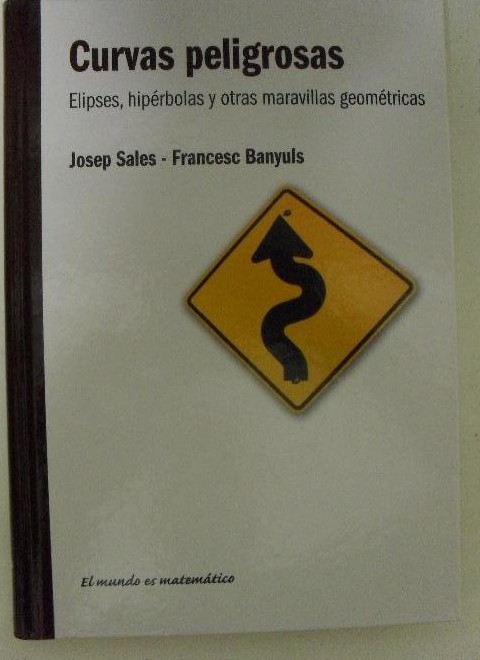 Curvas peligrosas
Elipses, hipérbolas y otras maravillas geométricas
Josep Sales - Francesc Banyuls
El mundo es matemático